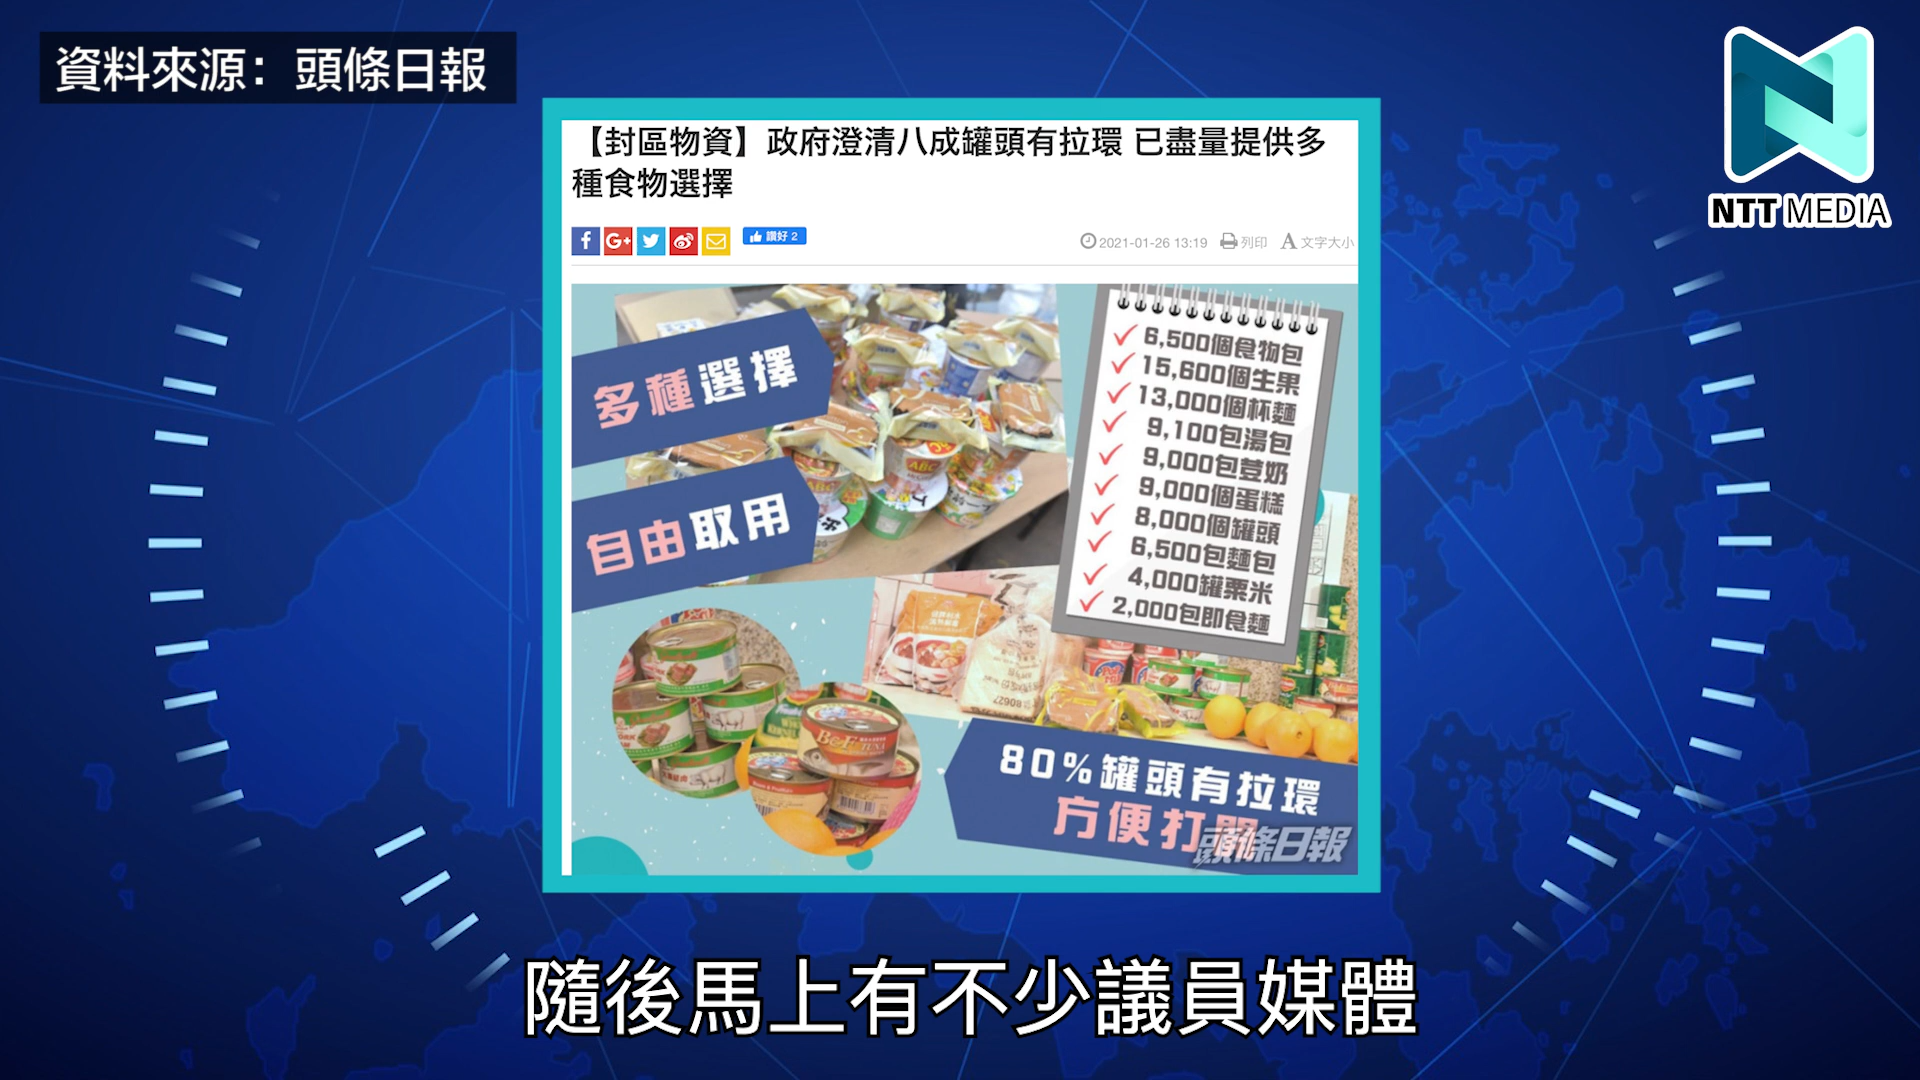 資料來源：頭條日報
NTT MEDIA
【封區物資】政府澄清八成罐頭有拉環 已盡量提供多
種食物選擇
讚好 2
2021-01-26 13:19 列印 文字大小
多種選擇
自由取用
6,500個食物包
15,600個生果
13,000個杯麵
9,100包湯包
9,000包荳奶
9,000個蛋糕
8,000個罐頭
6,500包麵包
4,000罐粟米
2,000包即食麵
ABC
B&F TUNA
80%罐頭有拉環
方便打開
頭條日報
隨後馬上有不少議員媒體